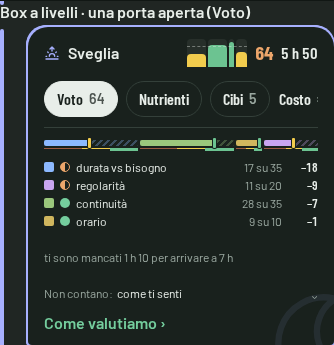 Box a livelli · una porta aperta (Voto)
Sveglia 64 5 h 50
Voto 64 Nutrienti Cibi 5 Costo
durata vs bisogno 17 su 35 –18
regolarità 11 su 20 –9
continuità 28 su 35 –7
orario 9 su 10 –1
ti sono mancati 1 h 10 per arrivare a 7 h
Non contano: come ti senti
Come valutiamo ›